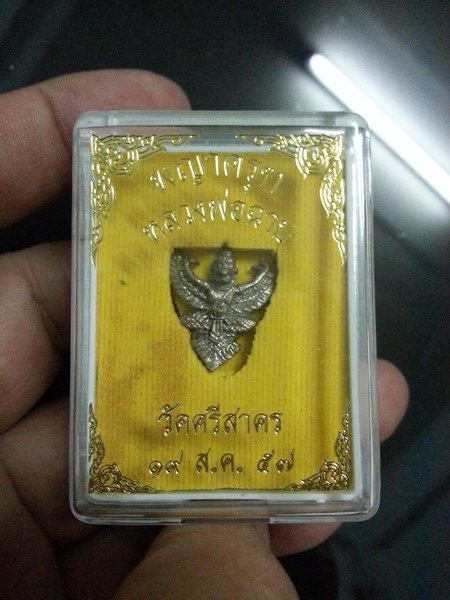 พญาครุฑ
หลวงพ่อฉาย
วัดศรีสาคร
๑๙ ส.ค. ๕๗